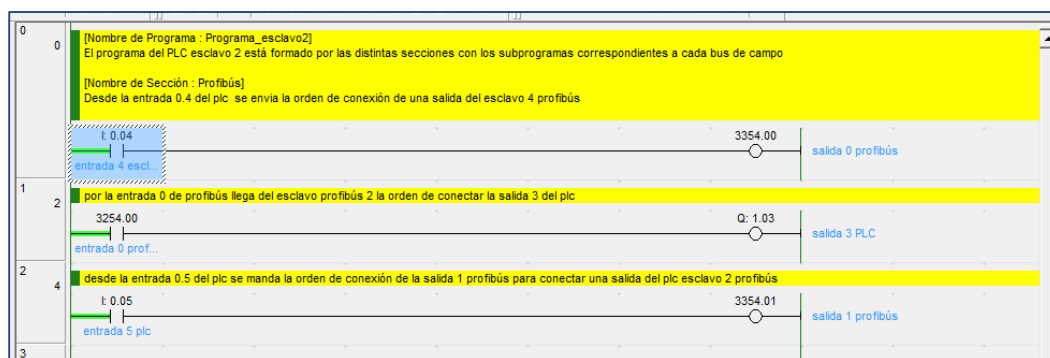 0
0
[Nombre de Programa : Programa_esclavo2]
El programa del PLC esclavo 2 está formado por las distintas secciones con los subprogramas correspondientes a cada bus de campo
[Nombre de Sección : Profibús]
Desde la entrada 0.4 del plc se envia la orden de conexión de una salida del esclavo 4 profibús
I: 0.04
3354.00
salida 0 profibús
entrada 4 escl...
1
2
por la entrada 0 de profibús llega del esclavo profibús 2 la orden de conectar la salida 3 del plc
3254.00
Q: 1.03
salida 3 PLC
entrada 0 prof...
2
4
desde la entrada 0.5 del plc se manda la orden de conexión de la salida 1 profibús para conectar una salida del plc esclavo 2 profibús
I: 0.05
3354.01
salida 1 profibús
entrada 5 plc
3